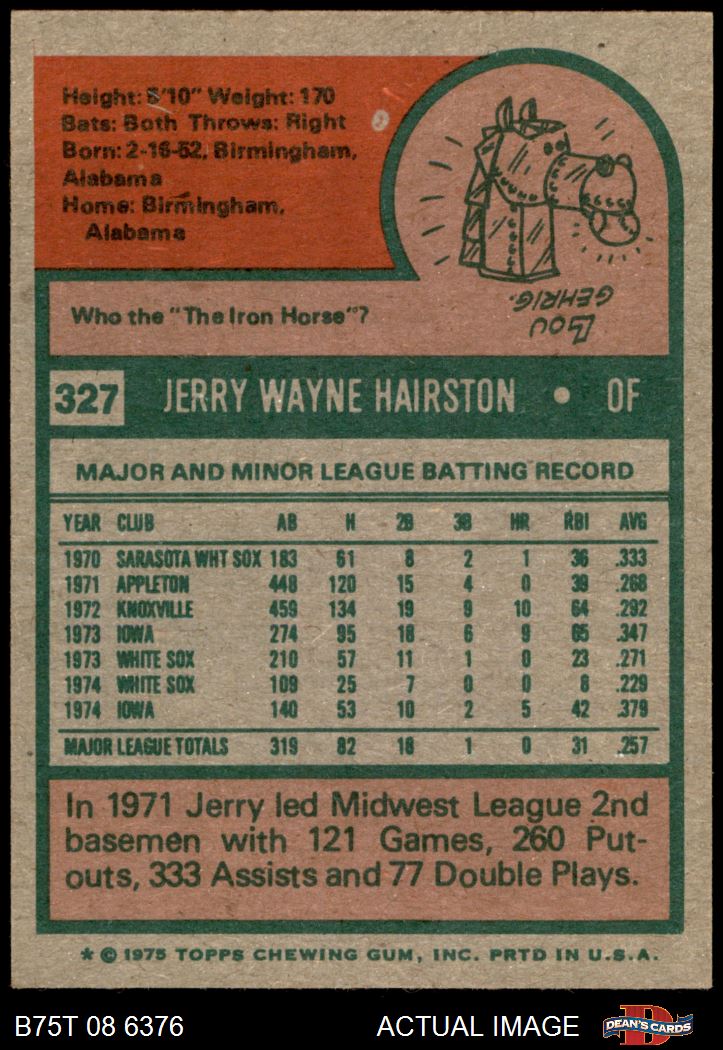 Height: 5'10" Weight: 170
Bats: Both Throws: Right
Born: 2-16-52, Birmingham,
Alabama
Home: Birmingham,
Alabama
LOU
GEHRIG.
Who the "The Iron Horse"?
327 JERRY WAYNE HAIRSTON • OF
MAJOR AND MINOR LEAGUE BATTING RECORD
YEAR CLUB AB H 2B 3B HR RBI AVG
1970 SARASOTA WHT SOX 183 61 8 2 1 36 .333
1971 APPLETON 448 120 15 4 0 39 .268
1972 KNOXVILLE 459 134 19 9 10 64 .292
1973 IOWA 274 95 18 6 9 65 .347
1973 WHITE SOX 210 57 11 1 0 23 .271
1974 WHITE SOX 109 25 7 0 0 8 .229
1974 IOWA 140 53 10 2 5 42 .379
MAJOR LEAGUE TOTALS 319 82 18 1 0 31 .257
In 1971 Jerry led Midwest League 2nd
basemen with 121 Games, 260 Put-
outs, 333 Assists and 77 Double Plays.
* © 1975 TOPPS CHEWING GUM, INC. PRTD IN U.S.A.
B75T 08 6376 ACTUAL IMAGE D DEAN'S CARDS